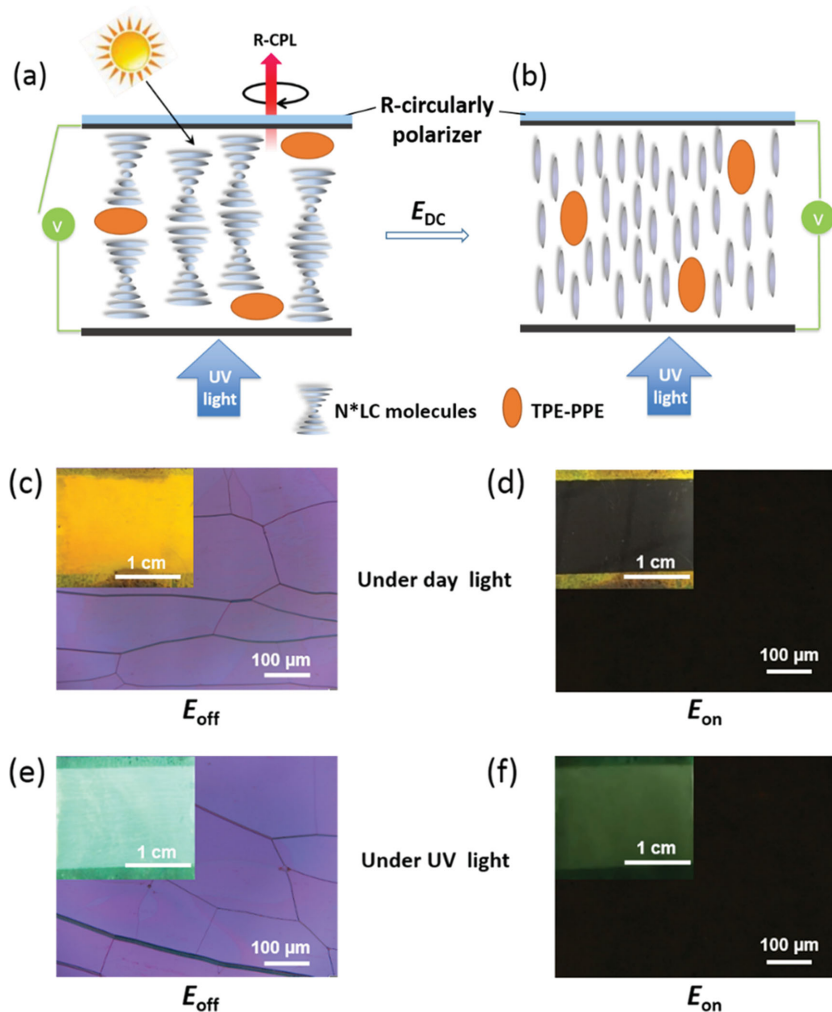 (a)
R-CPL
(b)
R-circularly
polarizer
V
E_DC
V
UV
light
UV
light
N*LC molecules
TPE-PPE
(c)
1 cm
100 µm
E_off
Under day light
(d)
1 cm
100 µm
E_on
(e)
1 cm
100 µm
E_off
Under UV light
(f)
1 cm
100 µm
E_on